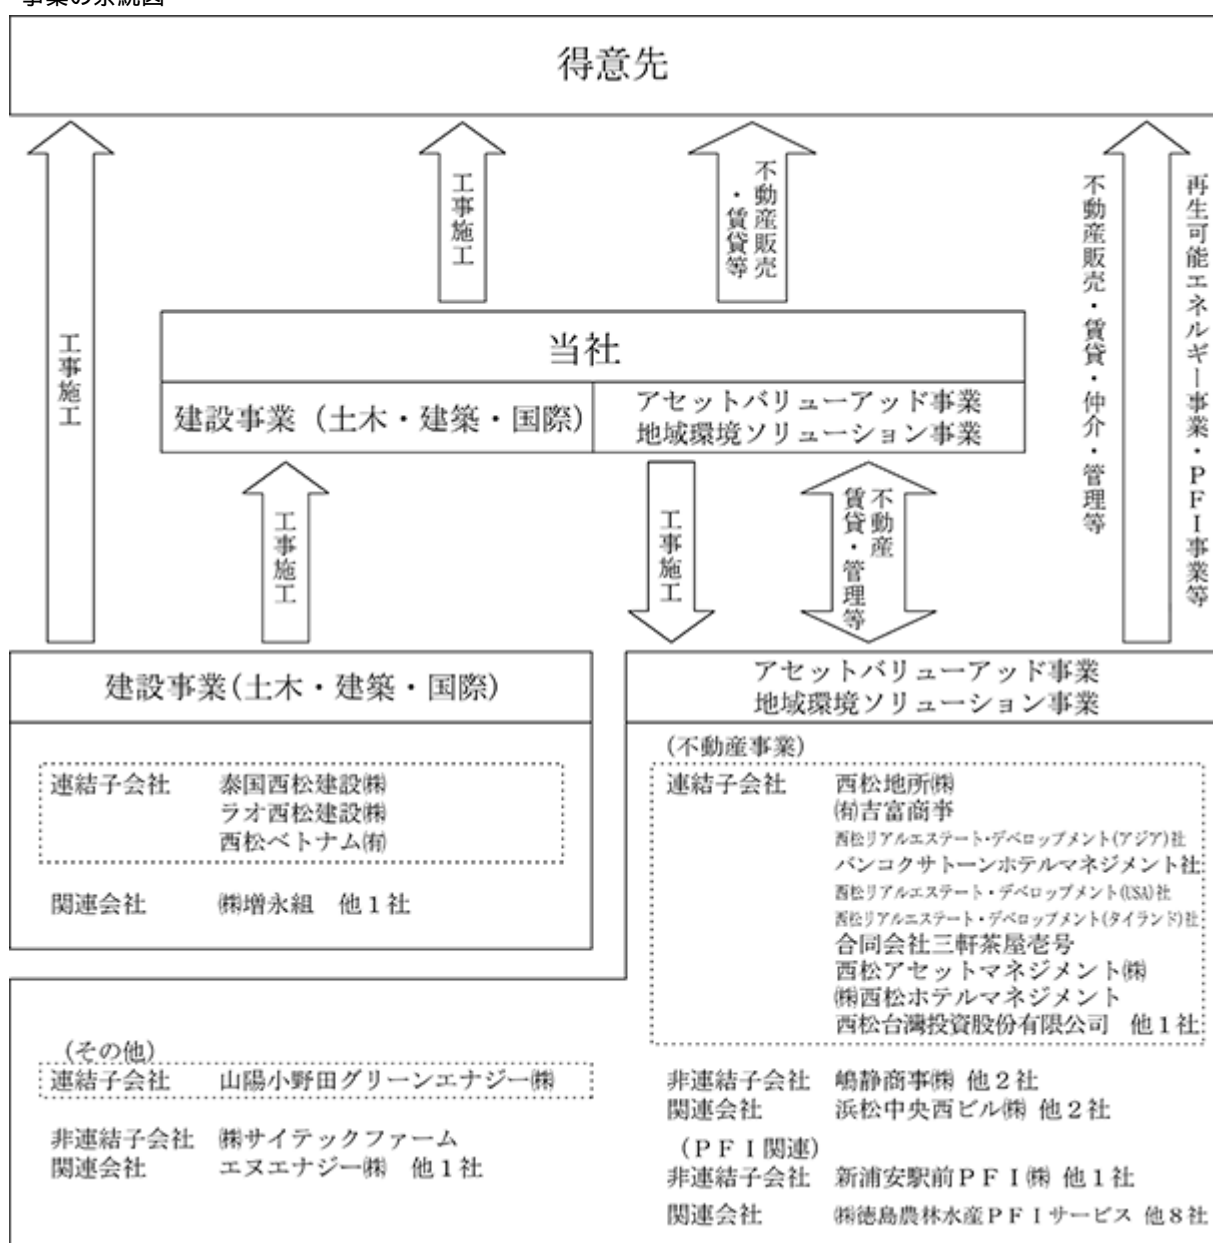 事業の系統図
得意先
工事施工
工事施工
不動産販売
・賃貸等
不動産販売・賃貸・仲介・管理等
再生可能エネルギー事業・ＰＦＩ事業等
当社
建設事業（土木・建築・国際）
アセットバリューアッド事業
地域環境ソリューション事業
工事施工
工事施工
不動産
賃貸・管理等
建設事業(土木・建築・国際)
連結子会社 泰国西松建設㈱
ラオ西松建設㈱
西松ベトナム㈲
関連会社 ㈱増永組 他１社
アセットバリューアッド事業
地域環境ソリューション事業
(不動産事業)
連結子会社 西松地所㈱
㈲吉富商事
西松リアルエステート・デベロップメント(アジア)社
バンコクサトーンホテルマネジメント社
西松リアルエステート・デベロップメント(USA)社
西松リアルエステート・デベロップメント(タイランド)社
合同会社三軒茶屋壱号
西松アセットマネジメント㈱
㈱西松ホテルマネジメント
西松台灣投資股份有限公司 他１社
非連結子会社 嶋静商事㈱ 他２社
関連会社 浜松中央西ビル㈱ 他２社
(ＰＦＩ関連)
非連結子会社 新浦安駅前ＰＦＩ㈱ 他１社
関連会社 ㈱徳島農林水産ＰＦＩサービス 他８社
(その他)
連結子会社 山陽小野田グリーンエナジー㈱
非連結子会社 ㈱サイテックファーム
関連会社 エヌエナジー㈱ 他１社